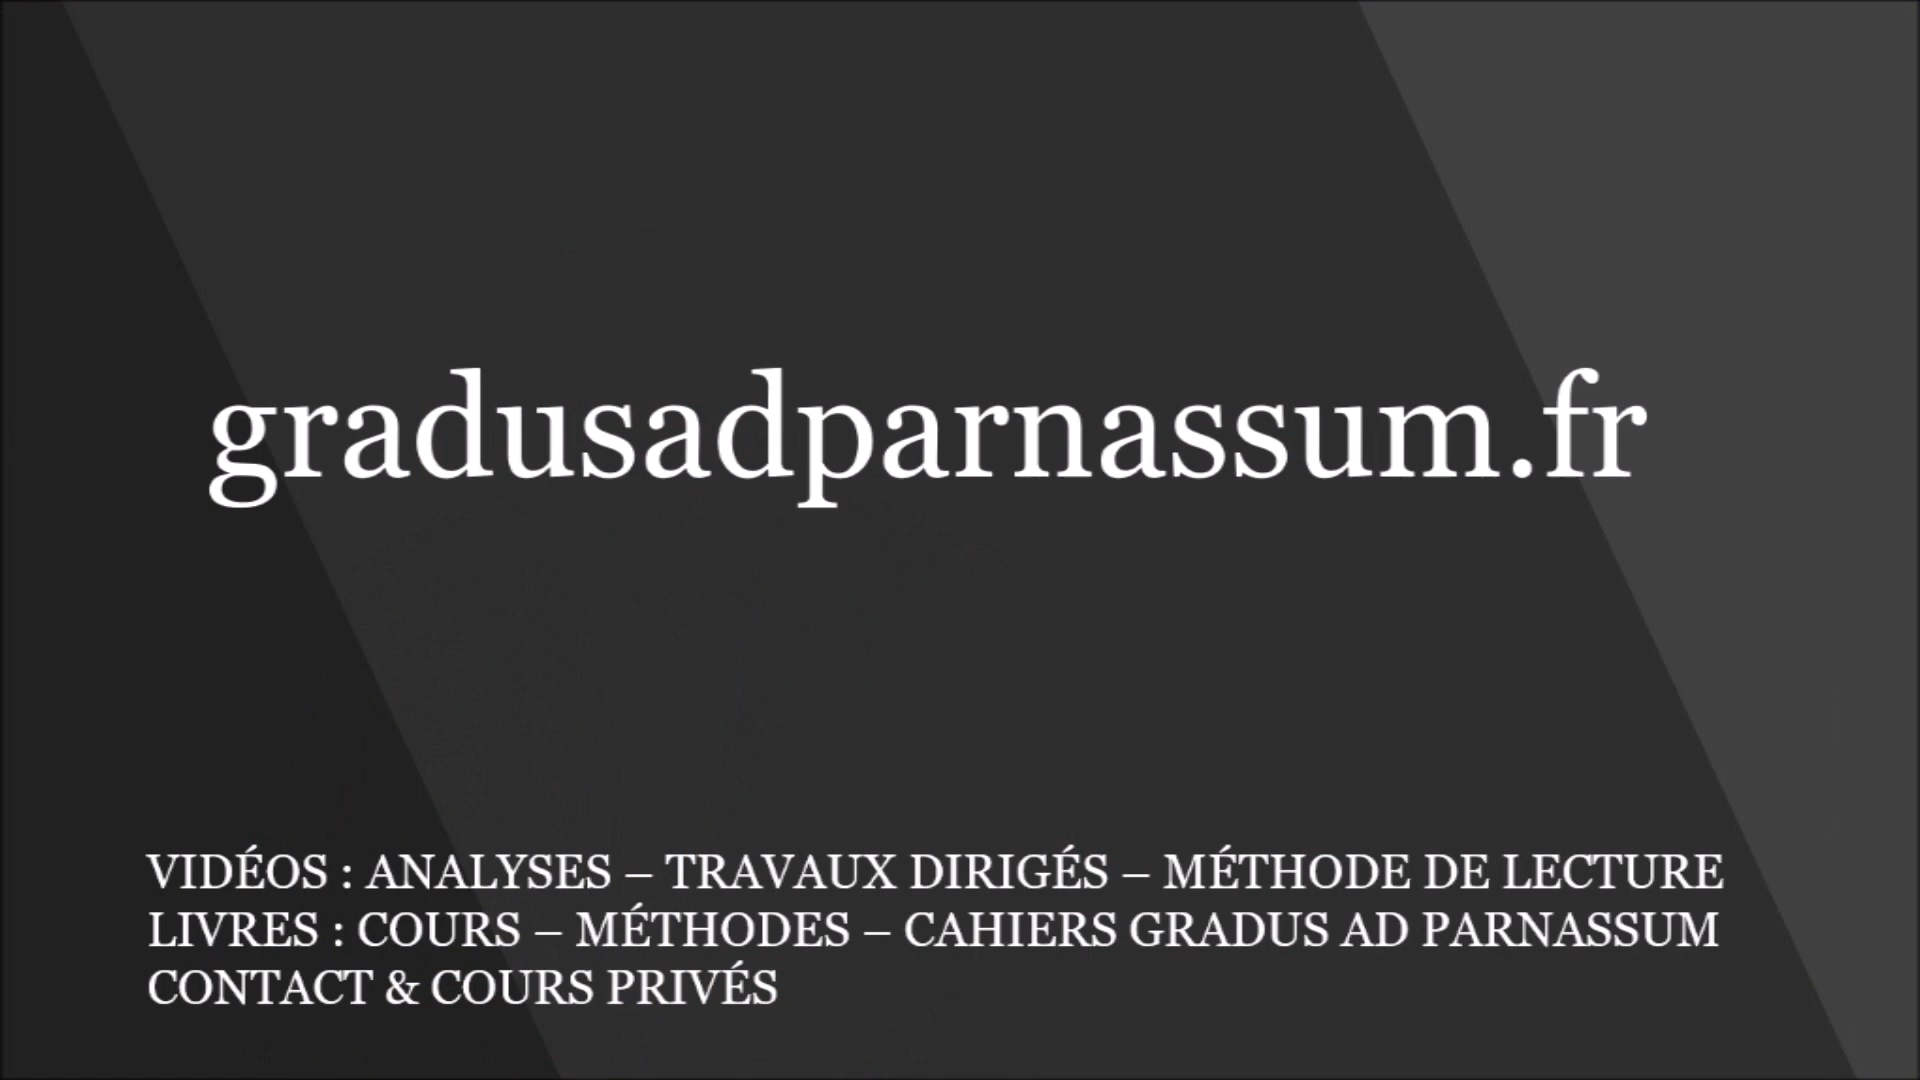 gradusadparnassum.fr
VIDÉOS : ANALYSES – TRAVAUX DIRIGÉS – MÉTHODE DE LECTURE
LIVRES : COURS – MÉTHODES – CAHIERS GRADUS AD PARNASSUM
CONTACT & COURS PRIVÉS